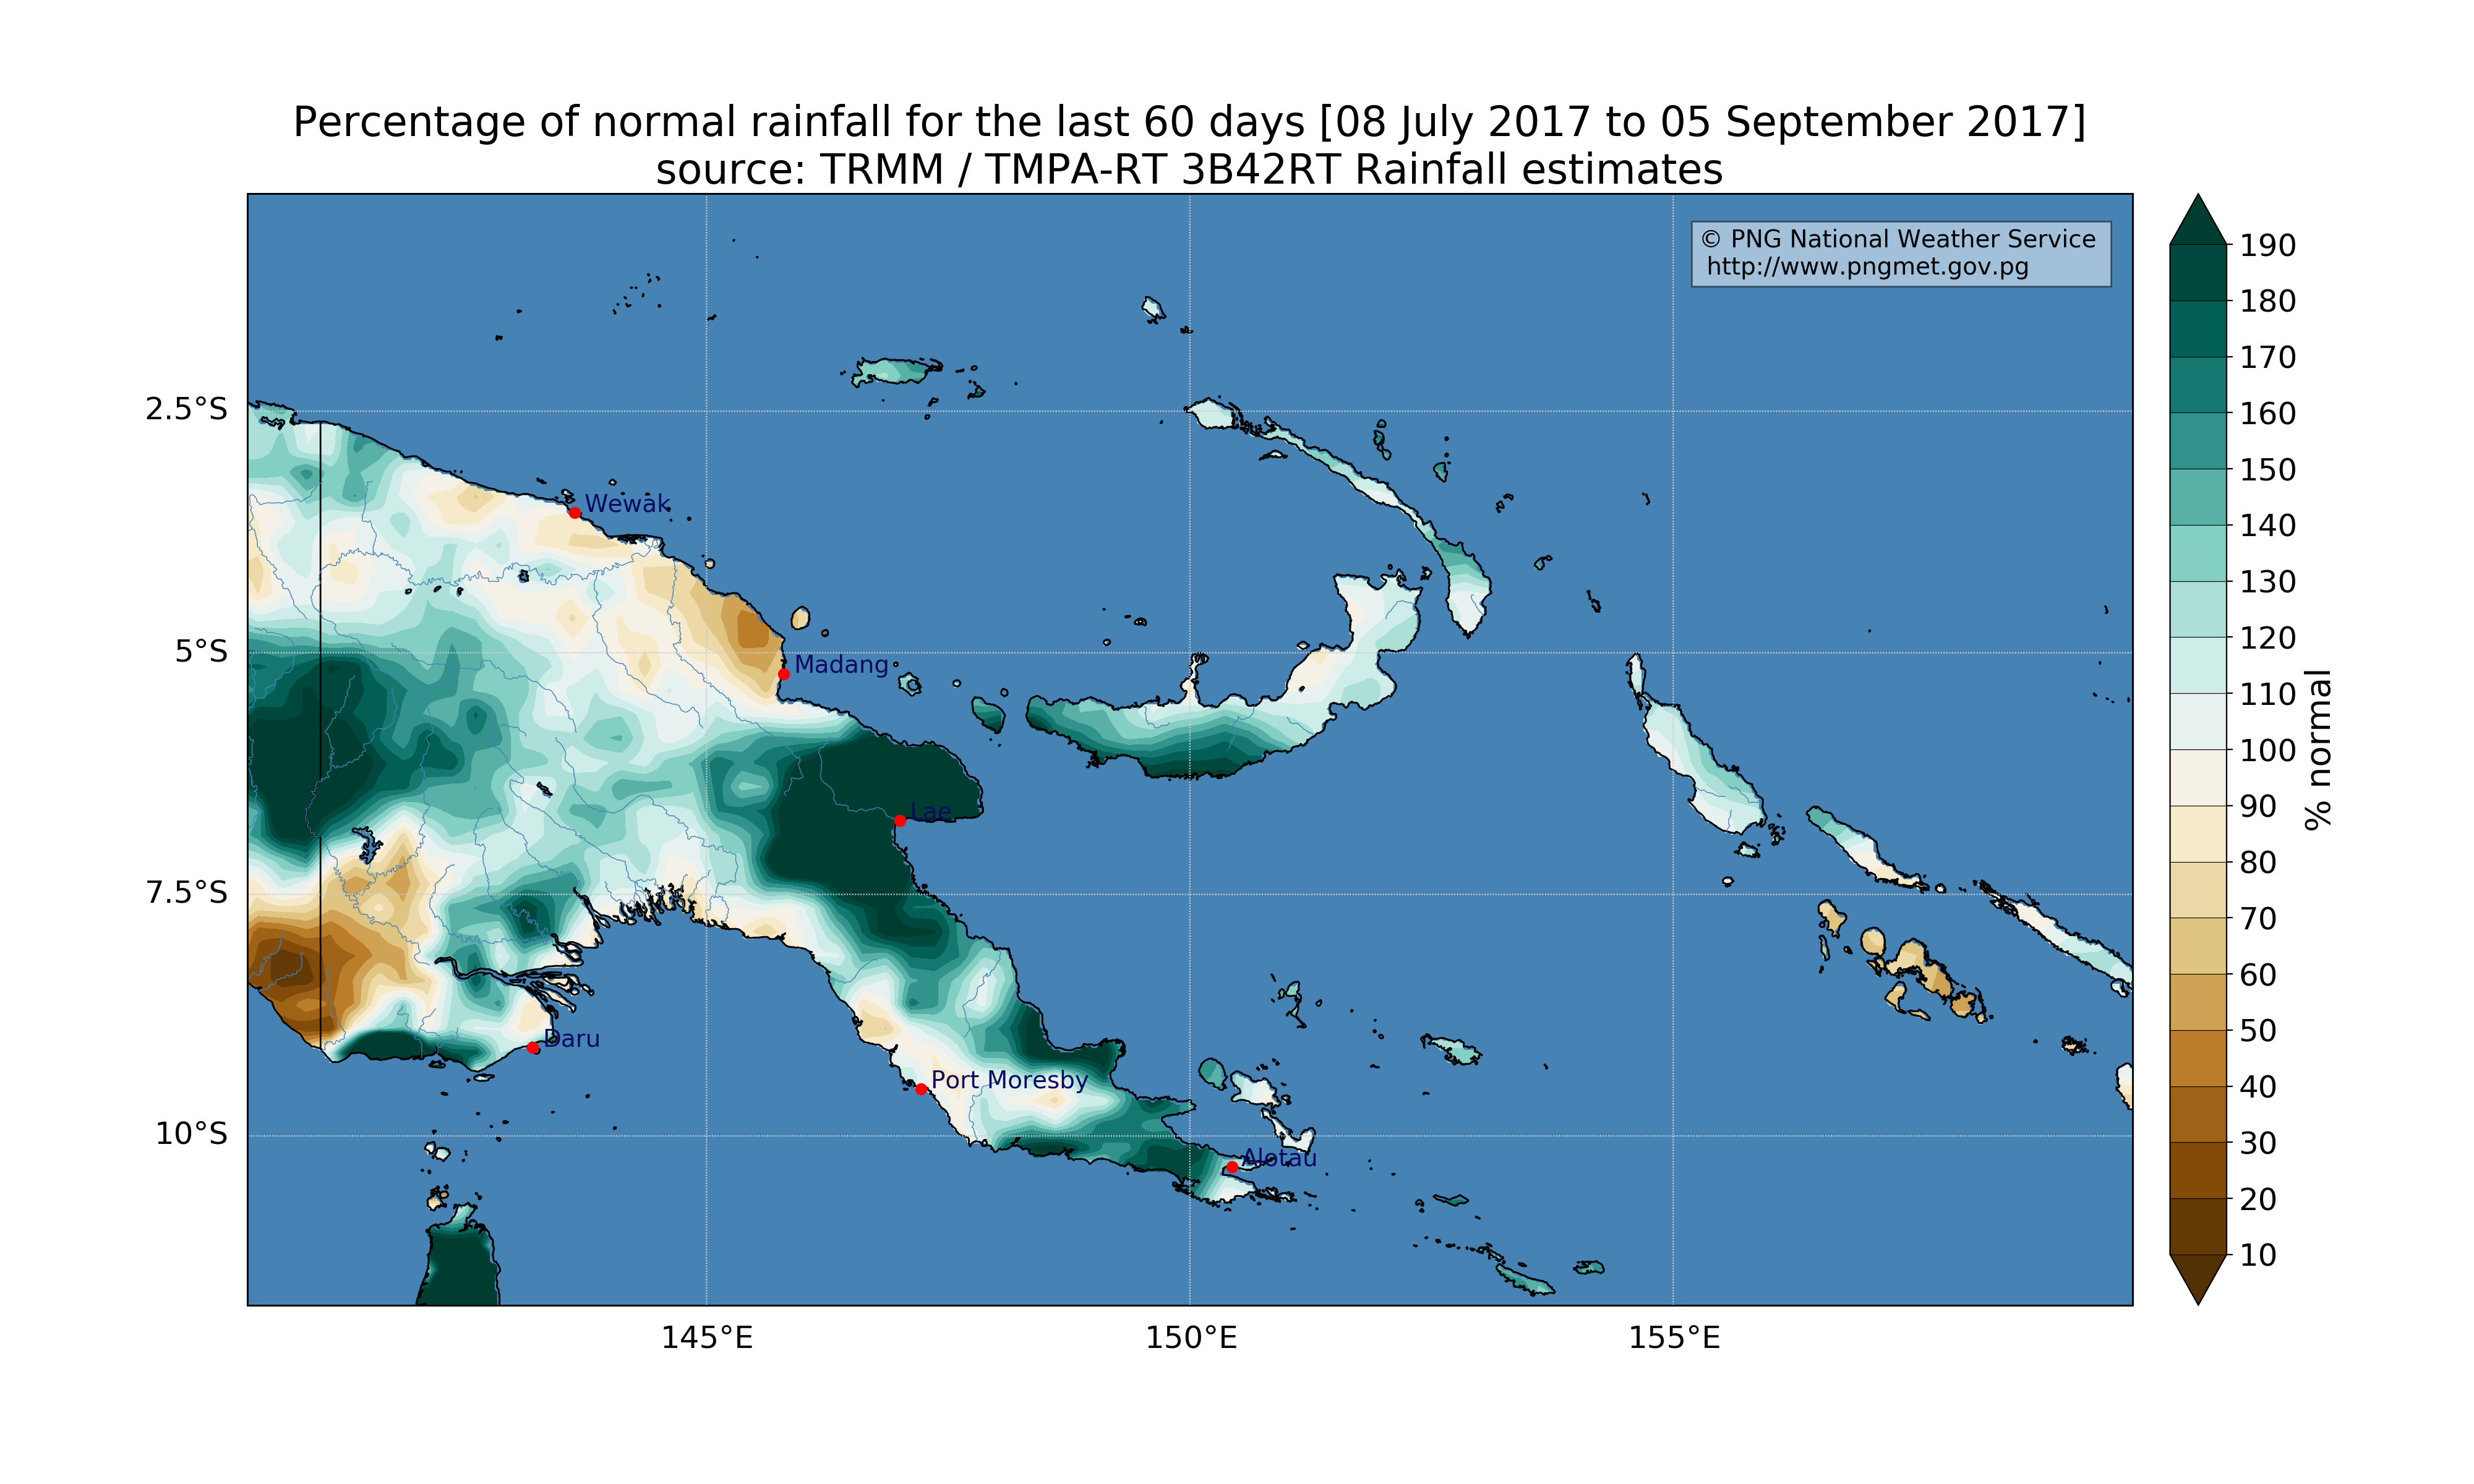 Percentage of normal rainfall for the last 60 days [08 July 2017 to 05 September 2017]
source: TRMM / TMPA-RT 3B42RT Rainfall estimates
© PNG National Weather Service
http://www.pngmet.gov.pg
2.5°S
5°S
7.5°S
10°S
Wewak
Madang
Lae
Daru
Port Moresby
Alotau
145°E
150°E
155°E
190
180
170
160
150
140
130
120
110
100
90
80
70
60
50
40
30
20
10
% normal